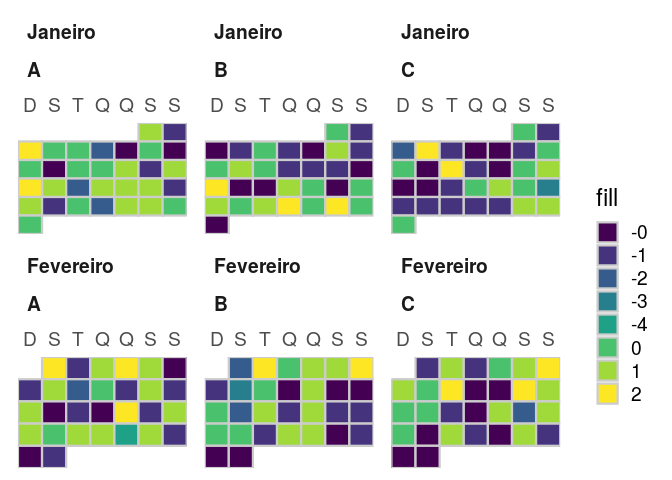 Janeiro Janeiro Janeiro
A B C
D S T Q Q S S D S T Q Q S S D S T Q Q S S
fill
-0
-1
-2
-3
-4
0
1
2
Fevereiro Fevereiro Fevereiro
A B C
D S T Q Q S S D S T Q Q S S D S T Q Q S S